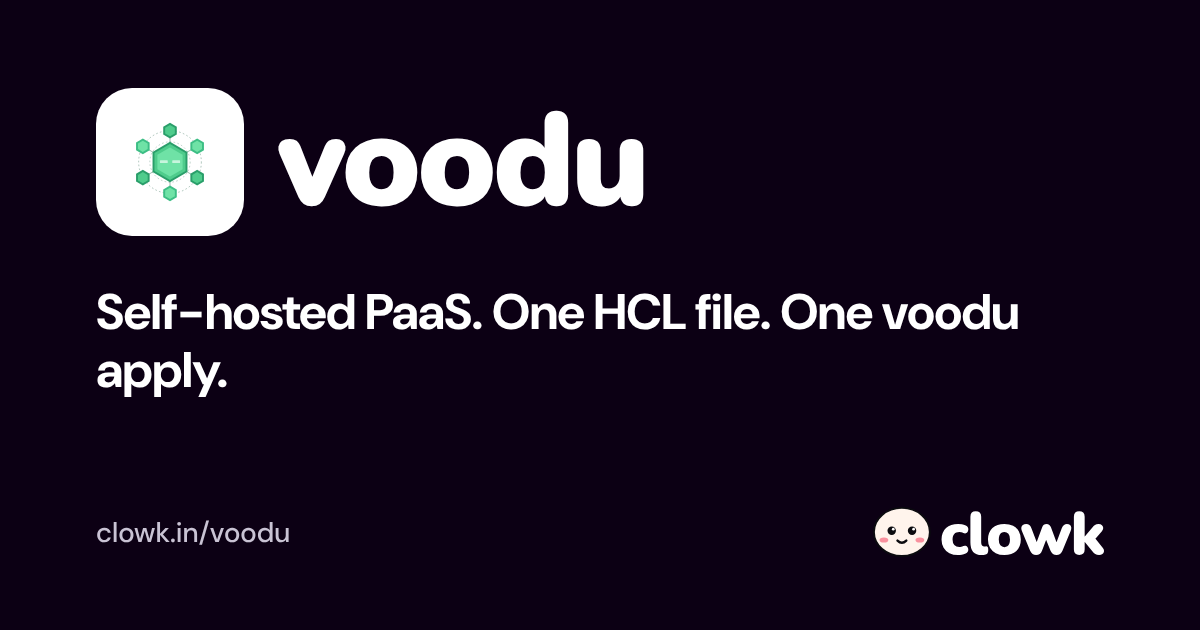 voodu
Self-hosted PaaS. One HCL file. One voodu
apply.
clowk.in/voodu
clowk